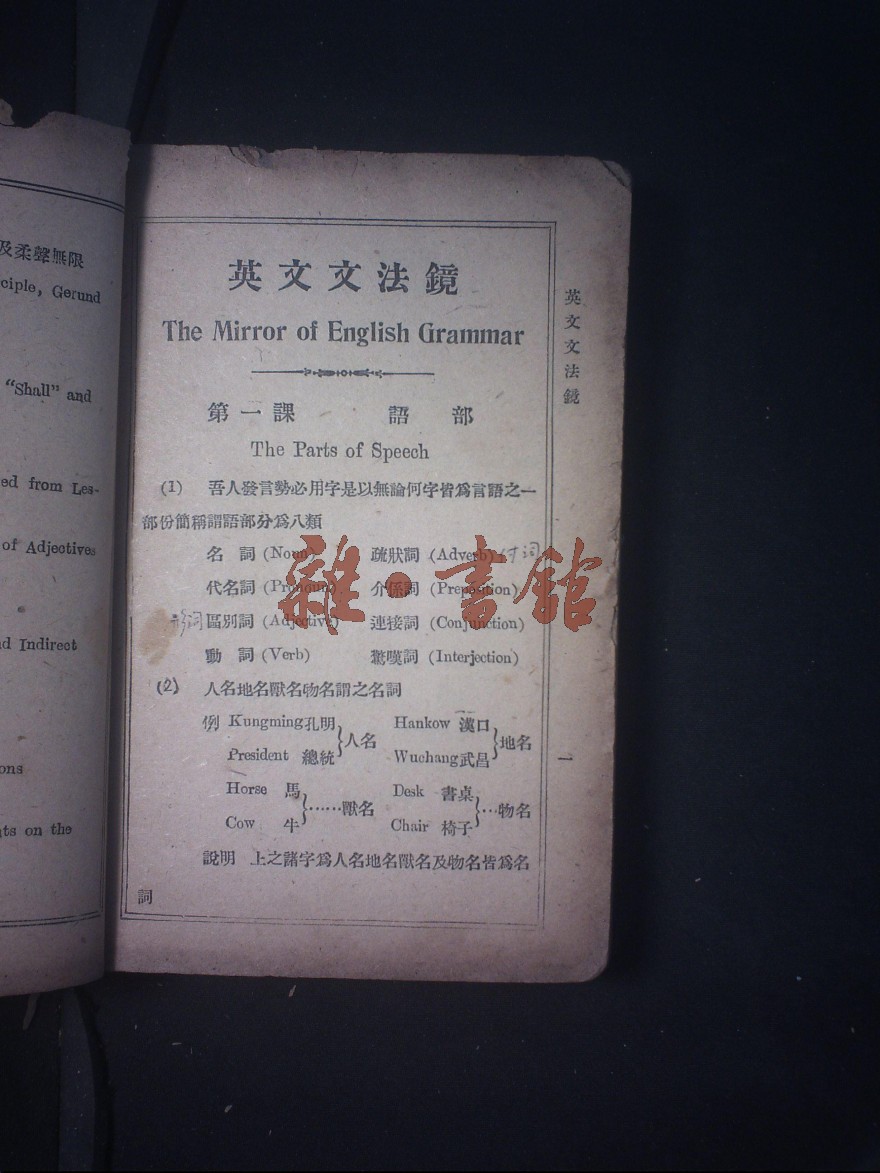 及柔聲無限
ciple, Gerund
"Shall" and
ed from Les-
of Adjectives
d Indirect
ons
ts on the
英文文法鏡
The Mirror of English Grammar
第一課 語部
The Parts of Speech
(1) 吾人發言勢必用字是以無論何字皆爲言語之一
部份簡稱謂語部分爲八類
名詞 (Noun) 疏狀詞 (Adverb) 付词
代名詞 (Pronoun) 介係詞 (Preposition)
形词 區別詞 (Adjective) 連接詞 (Conjunction)
動詞 (Verb) 驚嘆詞 (Interjection)
(2) 人名地名獸名物名謂之名詞
例 Kungming 孔明 Hankow 漢口
人名 地名
President 總統 Wuchang 武昌
Horse 馬 Desk 書桌
……獸名 …物名
Cow 牛 Chair 椅子
說明 上之諸字爲人名地名獸名及物名皆爲名
詞
英文文法鏡
一
雜·書館